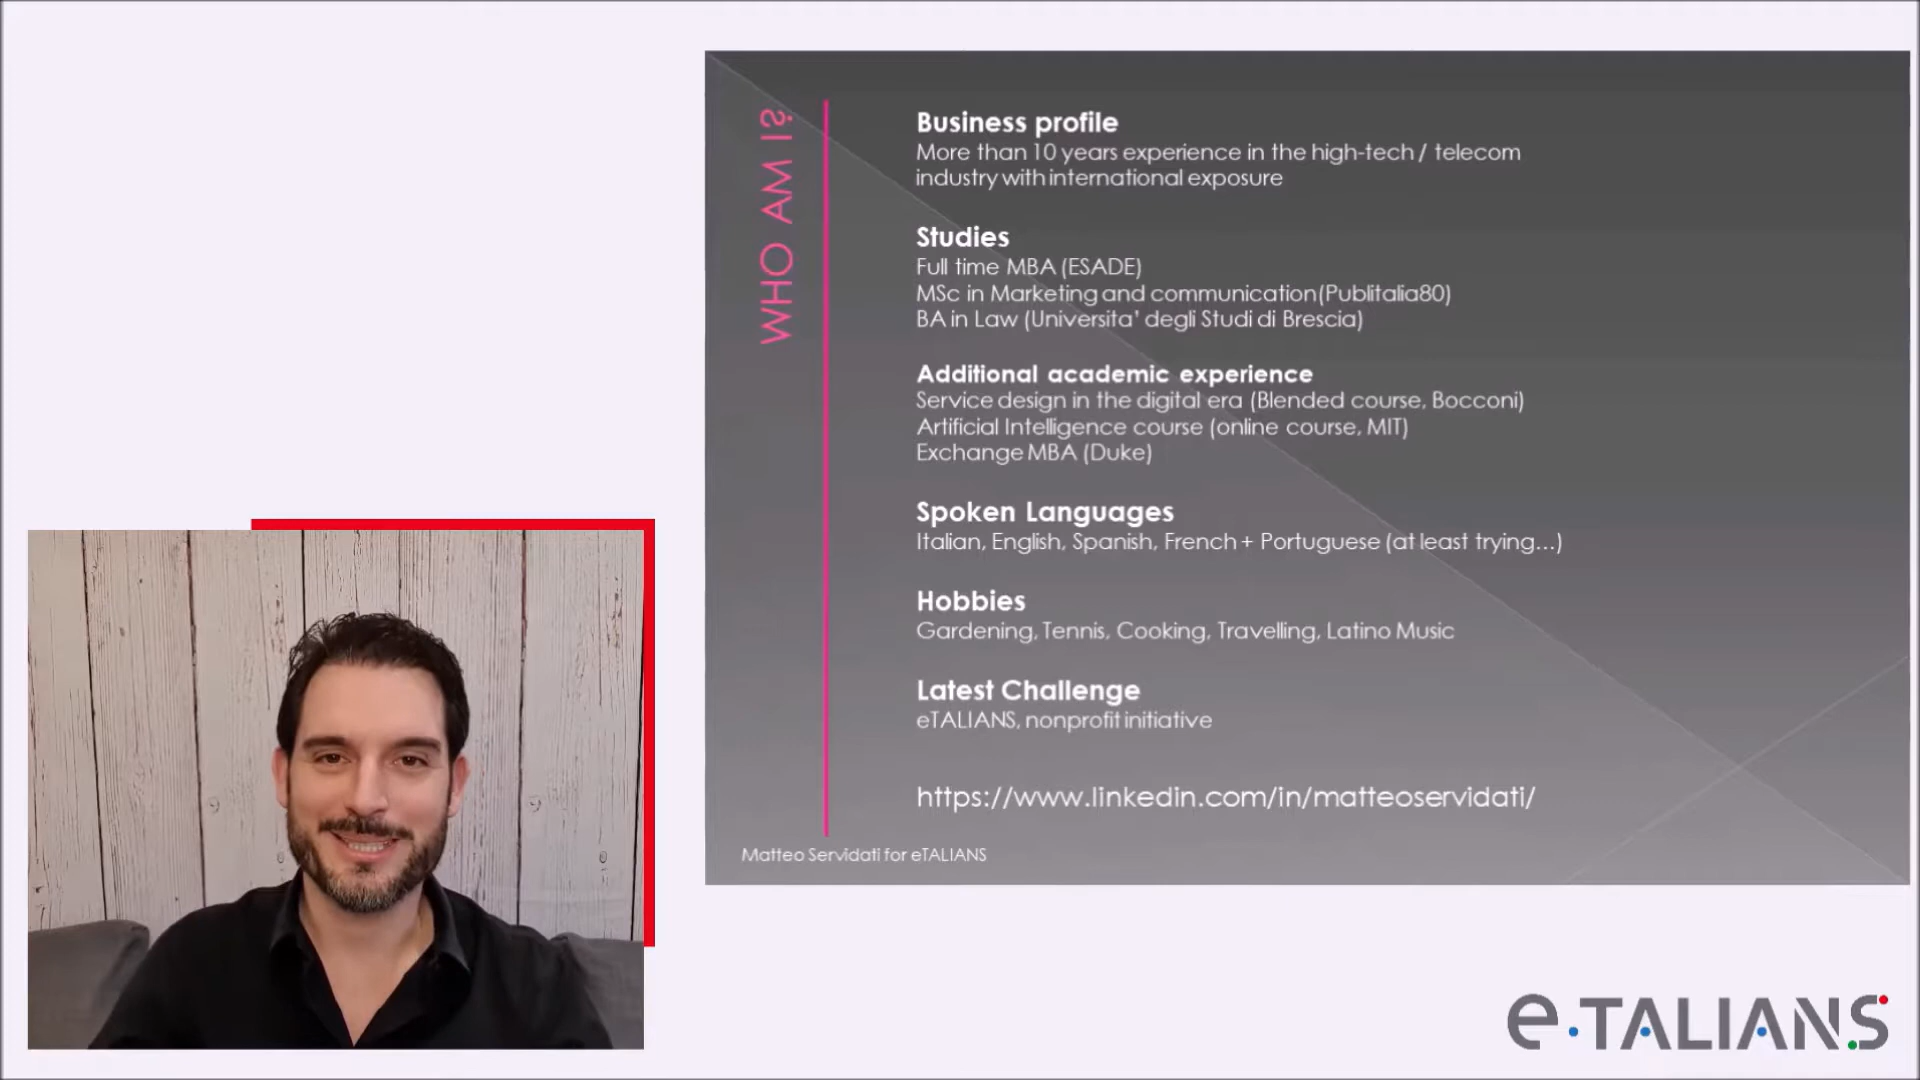 WHO AM I?
Business profile
More than 10 years experience in the high-tech / telecom
industry with international exposure
Studies
Full time MBA (ESADE)
MSc in Marketing and communication(Publitalia80)
BA in Law (Universita' degli Studi di Brescia)
Additional academic experience
Service design in the digital era (Blended course, Bocconi)
Artificial Intelligence course (online course, MIT)
Exchange MBA (Duke)
Spoken Languages
Italian, English, Spanish, French + Portuguese (at least trying...)
Hobbies
Gardening, Tennis, Cooking, Travelling, Latino Music
Latest Challenge
eTALIANS, nonprofit initiative
https://www.linkedin.com/in/matteoservidati/
Matteo Servidati for eTALIANS
e.TALIANS